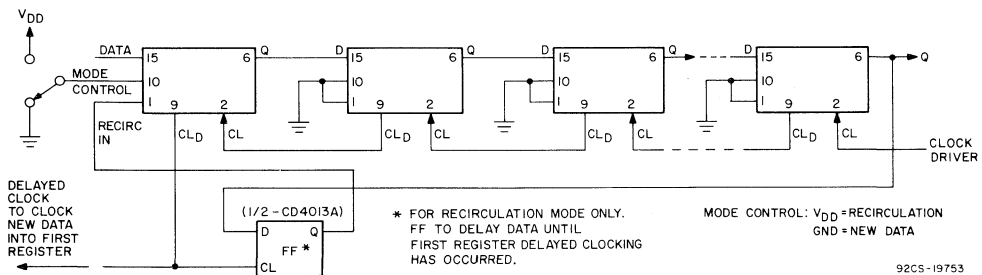 VDD
DATA
MODE
CONTROL
RECIRC
IN
15
6
10
1
9
2
Q
D
15
6
10
1
9
2
Q
D
15
6
10
1
9
2
Q
D
15
6
10
1
9
2
Q
CLD
CL
CLD
CL
CLD
CL
CLD
CL
CLOCK
DRIVER
DELAYED
CLOCK
TO CLOCK
NEW DATA
INTO FIRST
REGISTER
(1/2-CD4013A)
D Q
FF*
CL
* FOR RECIRCULATION MODE ONLY.
FF TO DELAY DATA UNTIL
FIRST REGISTER DELAYED CLOCKING
HAS OCCURRED.
MODE CONTROL: VDD = RECIRCULATION
GND = NEW DATA
92CS-19753